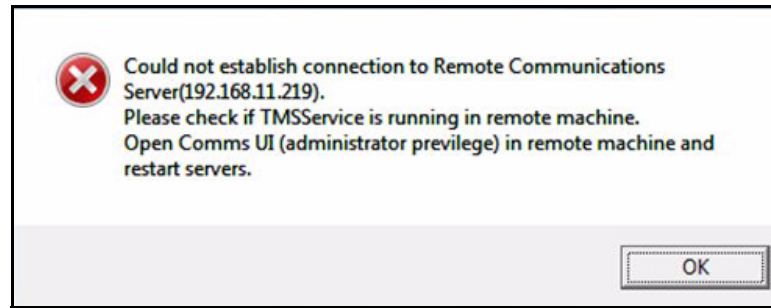 Could not establish connection to Remote Communications
Server(192.168.11.219).
Please check if TMSService is running in remote machine.
Open Comms UI (administrator previlege) in remote machine and
restart servers.
OK